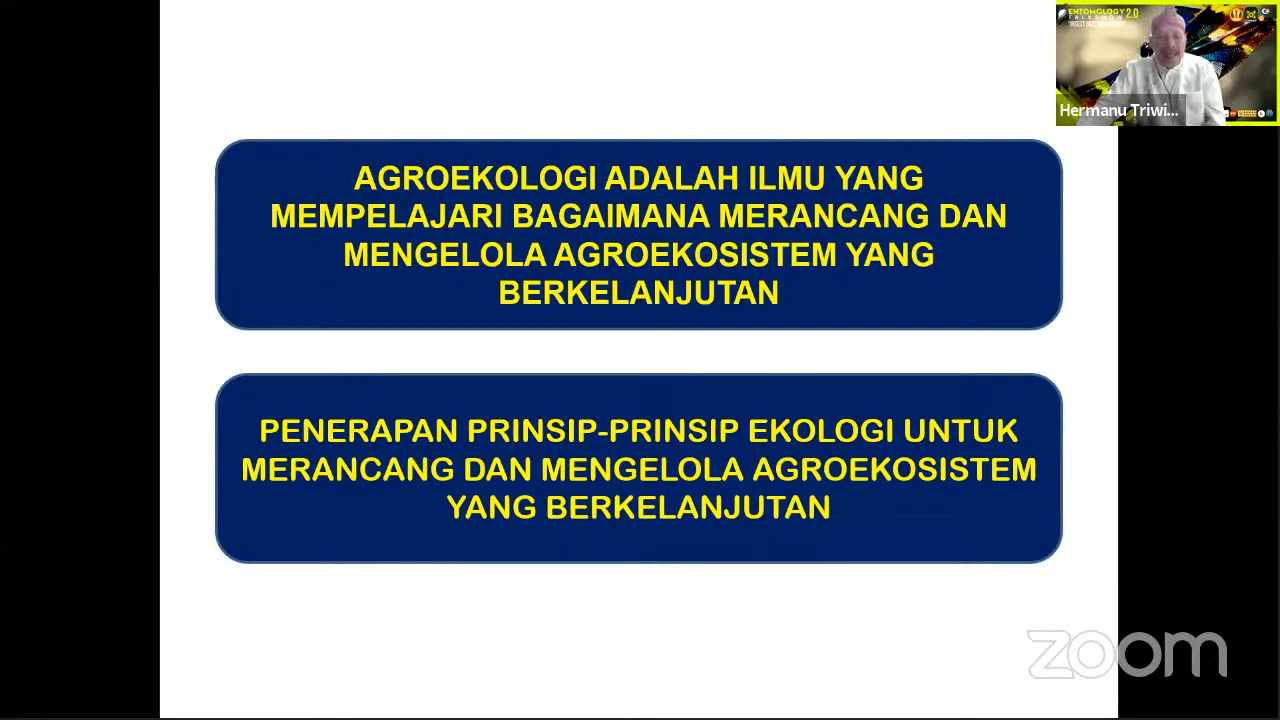 ENTOMOLOGY 2.0
TALKSHOW
Hermanu Triwi...
AGROEKOLOGI ADALAH ILMU YANG
MEMPELAJARI BAGAIMANA MERANCANG DAN
MENGELOLA AGROEKOSISTEM YANG
BERKELANJUTAN
PENERAPAN PRINSIP-PRINSIP EKOLOGI UNTUK
MERANCANG DAN MENGELOLA AGROEKOSISTEM
YANG BERKELANJUTAN
zoom